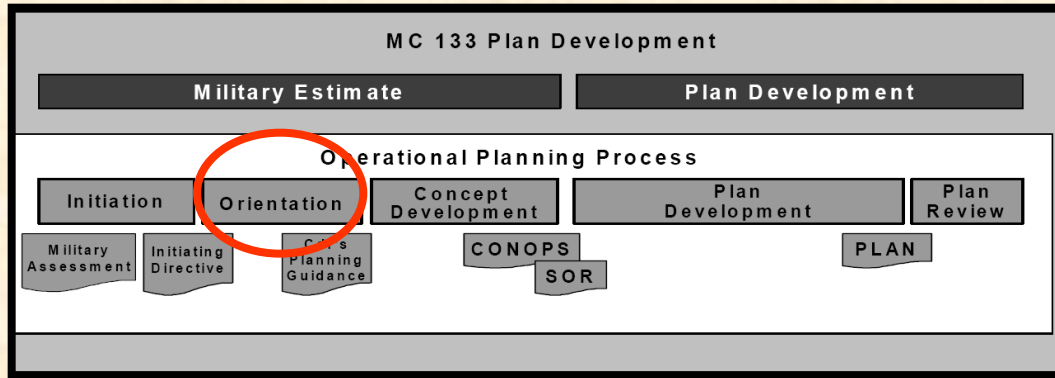 MC 133 Plan Development
Military Estimate
Plan Development
Operational Planning Process
Initiation
Orientation
Concept
Development
Plan
Development
Plan
Review
Military
Assessment
Initiating
Directive
Planning
Guidance
CONOPS
SOR
PLAN